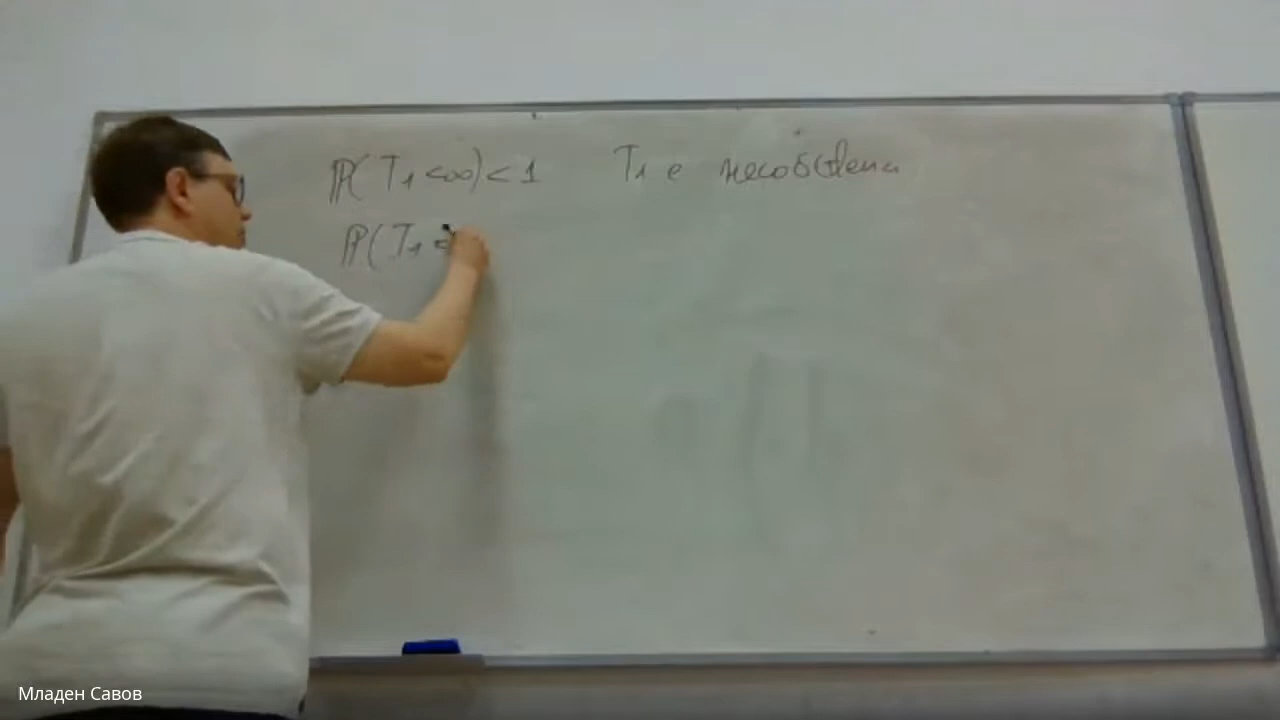 ℙ(T₁<∞)<1 T₁ е несобствена
ℙ(T₁ <
Младен Савов